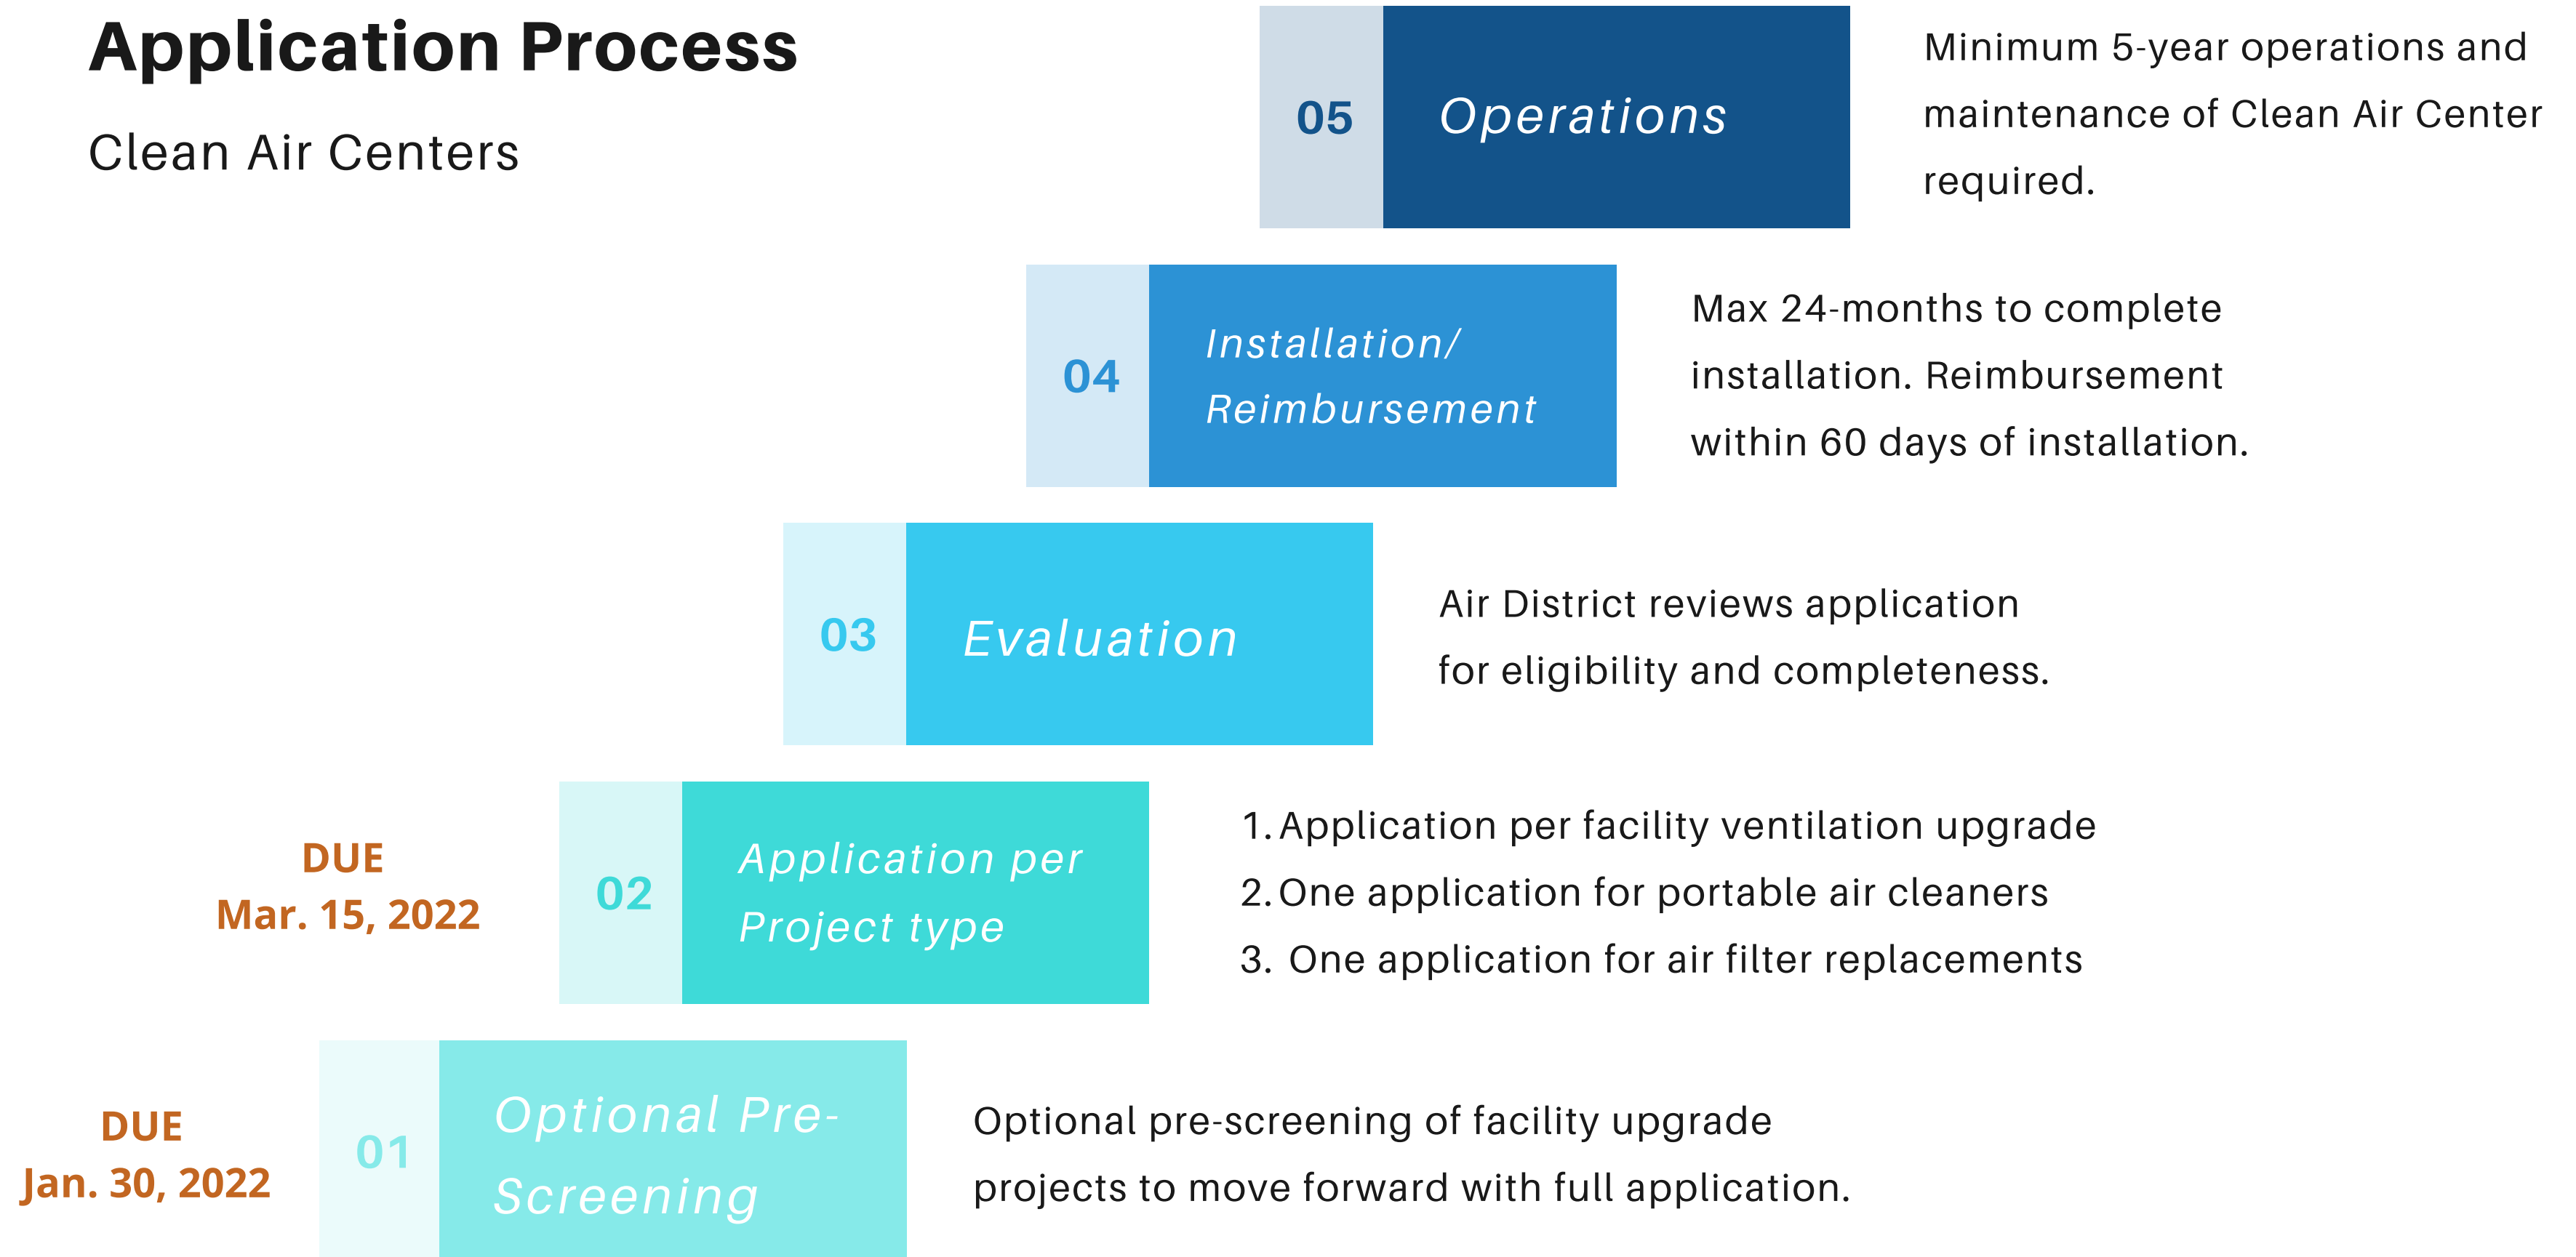 Application Process
Clean Air Centers
05
Operations
Minimum 5-year operations and
maintenance of Clean Air Center
required.
04
Installation/
Reimbursement
Max 24-months to complete
installation. Reimbursement
within 60 days of installation.
03
Evaluation
Air District reviews application
for eligibility and completeness.
DUE
Mar. 15, 2022
02
Application per
Project type
1. Application per facility ventilation upgrade
2. One application for portable air cleaners
3. One application for air filter replacements
DUE
Jan. 30, 2022
01
Optional Pre-
Screening
Optional pre-screening of facility upgrade
projects to move forward with full application.